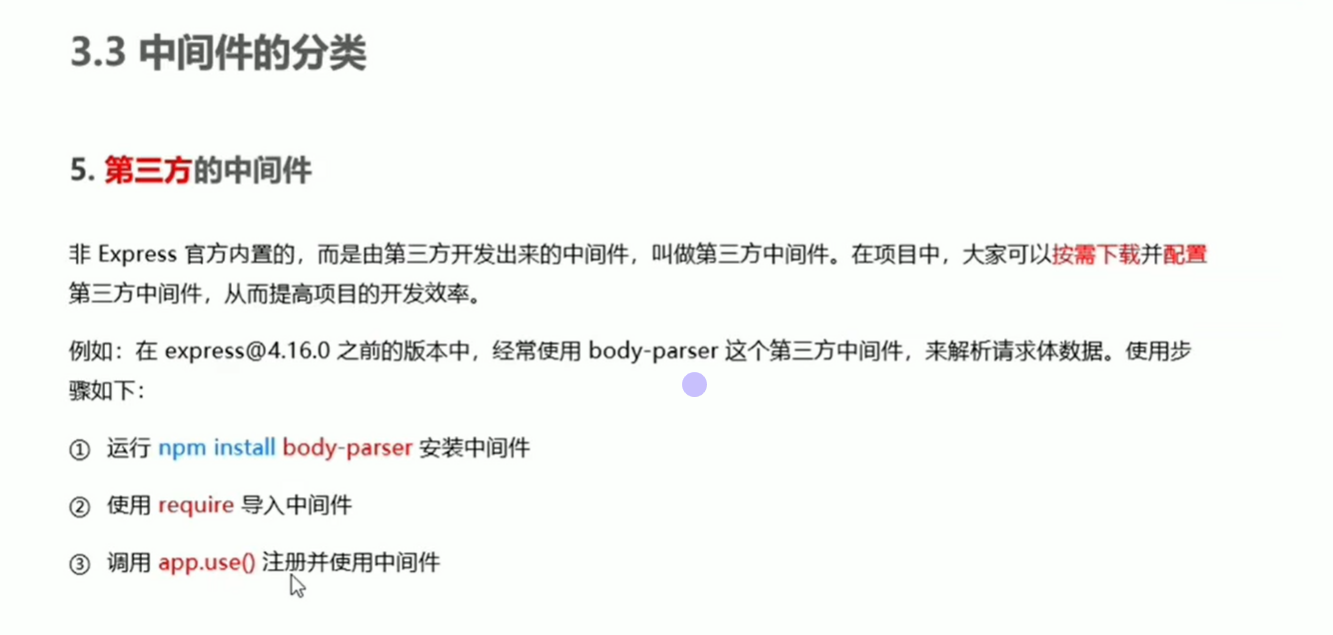 3.3 中间件的分类
5. 第三方的中间件
非 Express 官方内置的，而是由第三方开发出来的中间件，叫做第三方中间件。在项目中，大家可以按需下载并配置
第三方中间件，从而提高项目的开发效率。
例如：在 express@4.16.0 之前的版本中，经常使用 body-parser 这个第三方中间件，来解析请求体数据。使用步
骤如下：
① 运行 npm install body-parser 安装中间件
② 使用 require 导入中间件
③ 调用 app.use() 注册并使用中间件